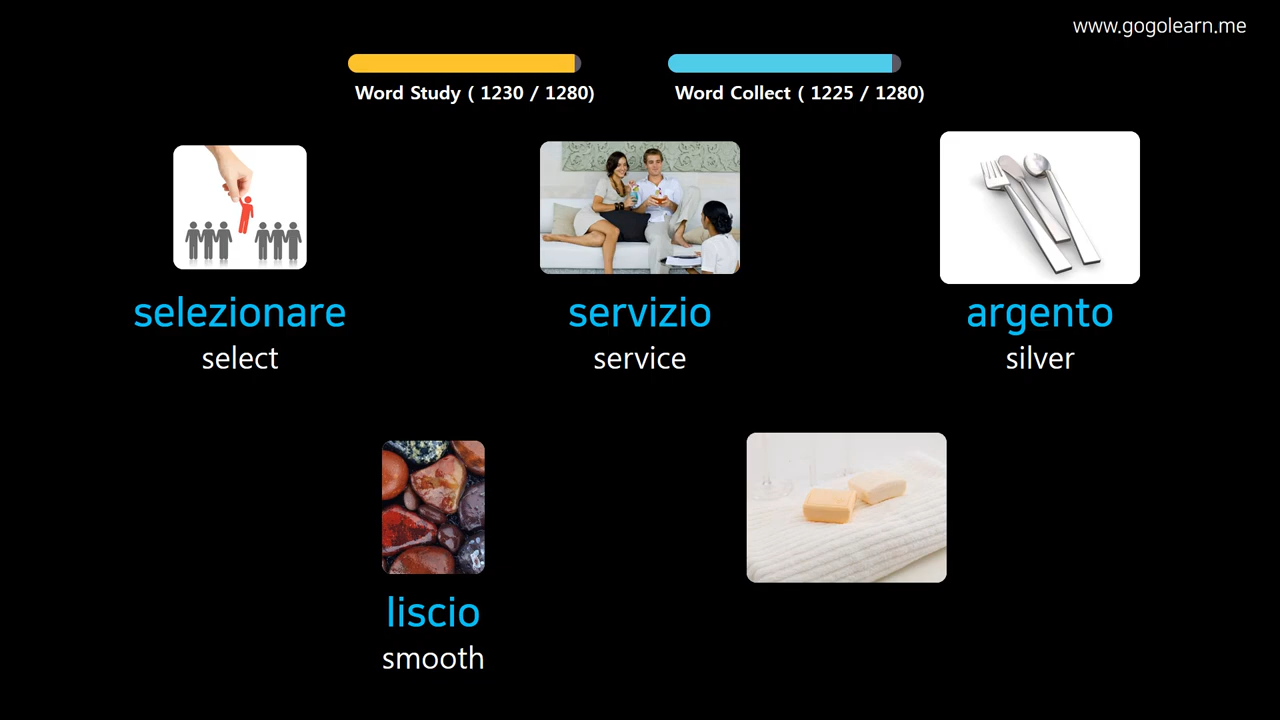 www.gogolearn.me
Word Study ( 1230 / 1280)
Word Collect ( 1225 / 1280)
selezionare
select
servizio
service
argento
silver
liscio
smooth